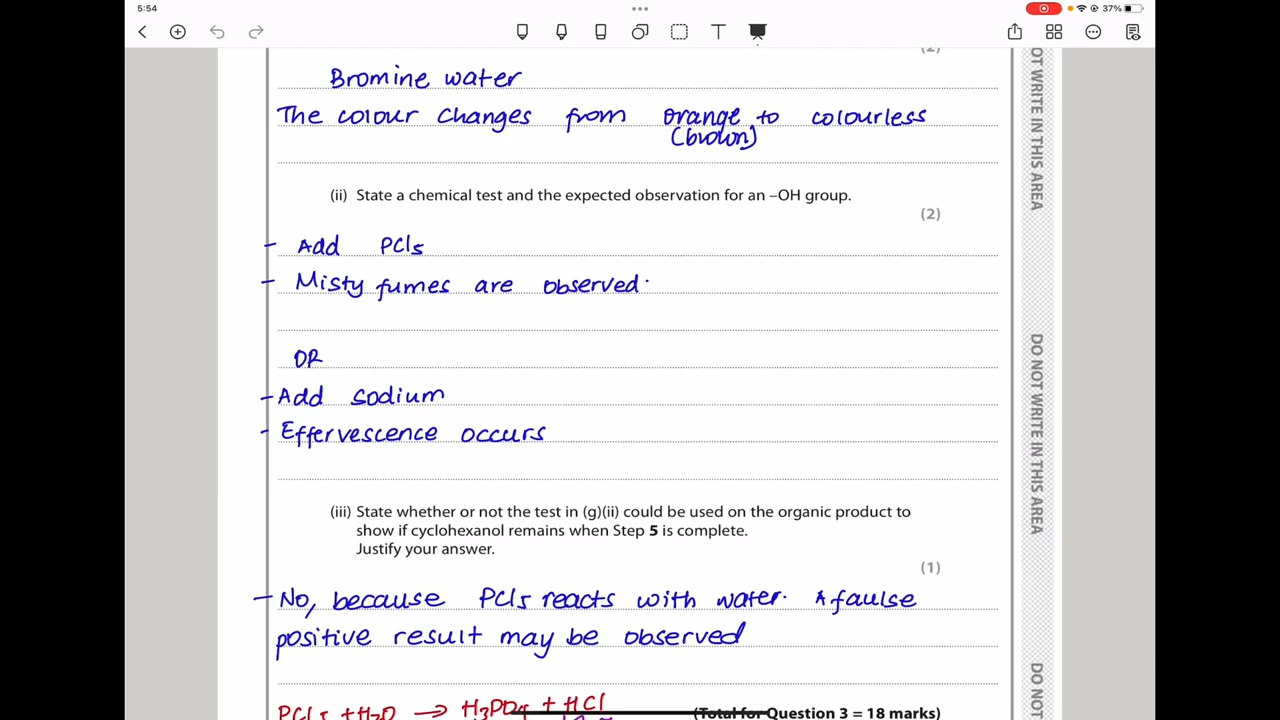 5:54
37%
(2)
Bromine water
The colour changes from orange to colourless
(brown)
(ii) State a chemical test and the expected observation for an –OH group.
(2)
- Add PCl5
- Misty fumes are observed.
OR
- Add sodium
- Effervescence occurs
(iii) State whether or not the test in (g)(ii) could be used on the organic product to
show if cyclohexanol remains when Step 5 is complete.
Justify your answer.
(1)
- No, because PCl5 reacts with water. A faulse
positive result may be observed
PCl5 + H2O → H3PO4 + HCl
(Total for Question 3 = 18 marks)
OT WRITE IN THIS AREA
DO NOT WRITE IN THIS AREA
DO NOT